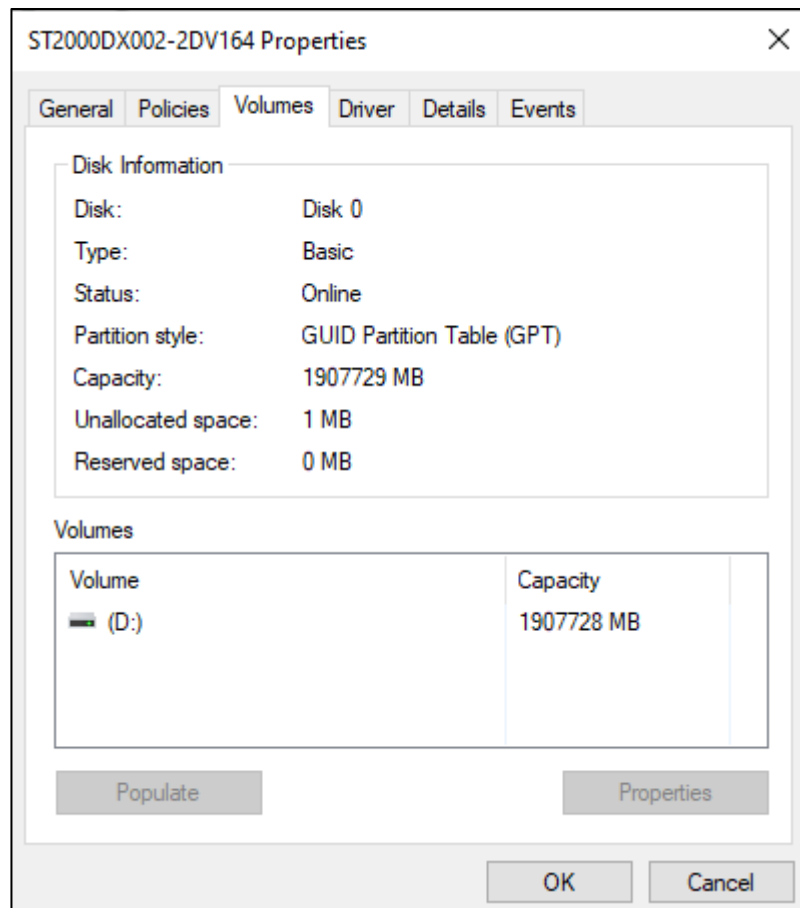 ST2000DX002-2DV164 Properties
General Policies Volumes Driver Details Events
Disk Information
Disk: Disk 0
Type: Basic
Status: Online
Partition style: GUID Partition Table (GPT)
Capacity: 1907729 MB
Unallocated space: 1 MB
Reserved space: 0 MB
Volumes
Volume Capacity
(D:) 1907728 MB
Populate Properties
OK Cancel